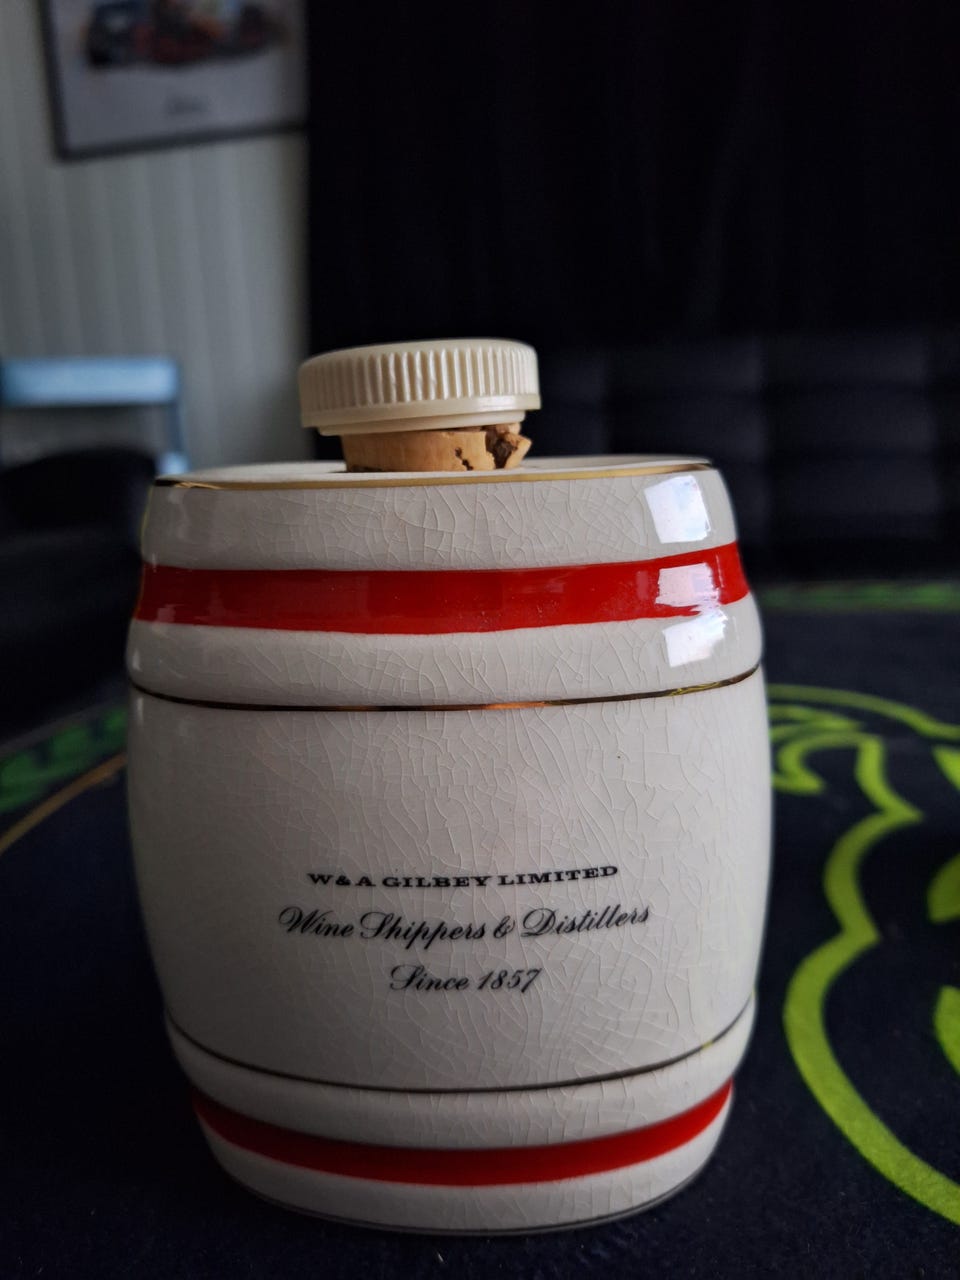 W & A GILBEY LIMITED
Wine Shippers & Distillers
Since 1857